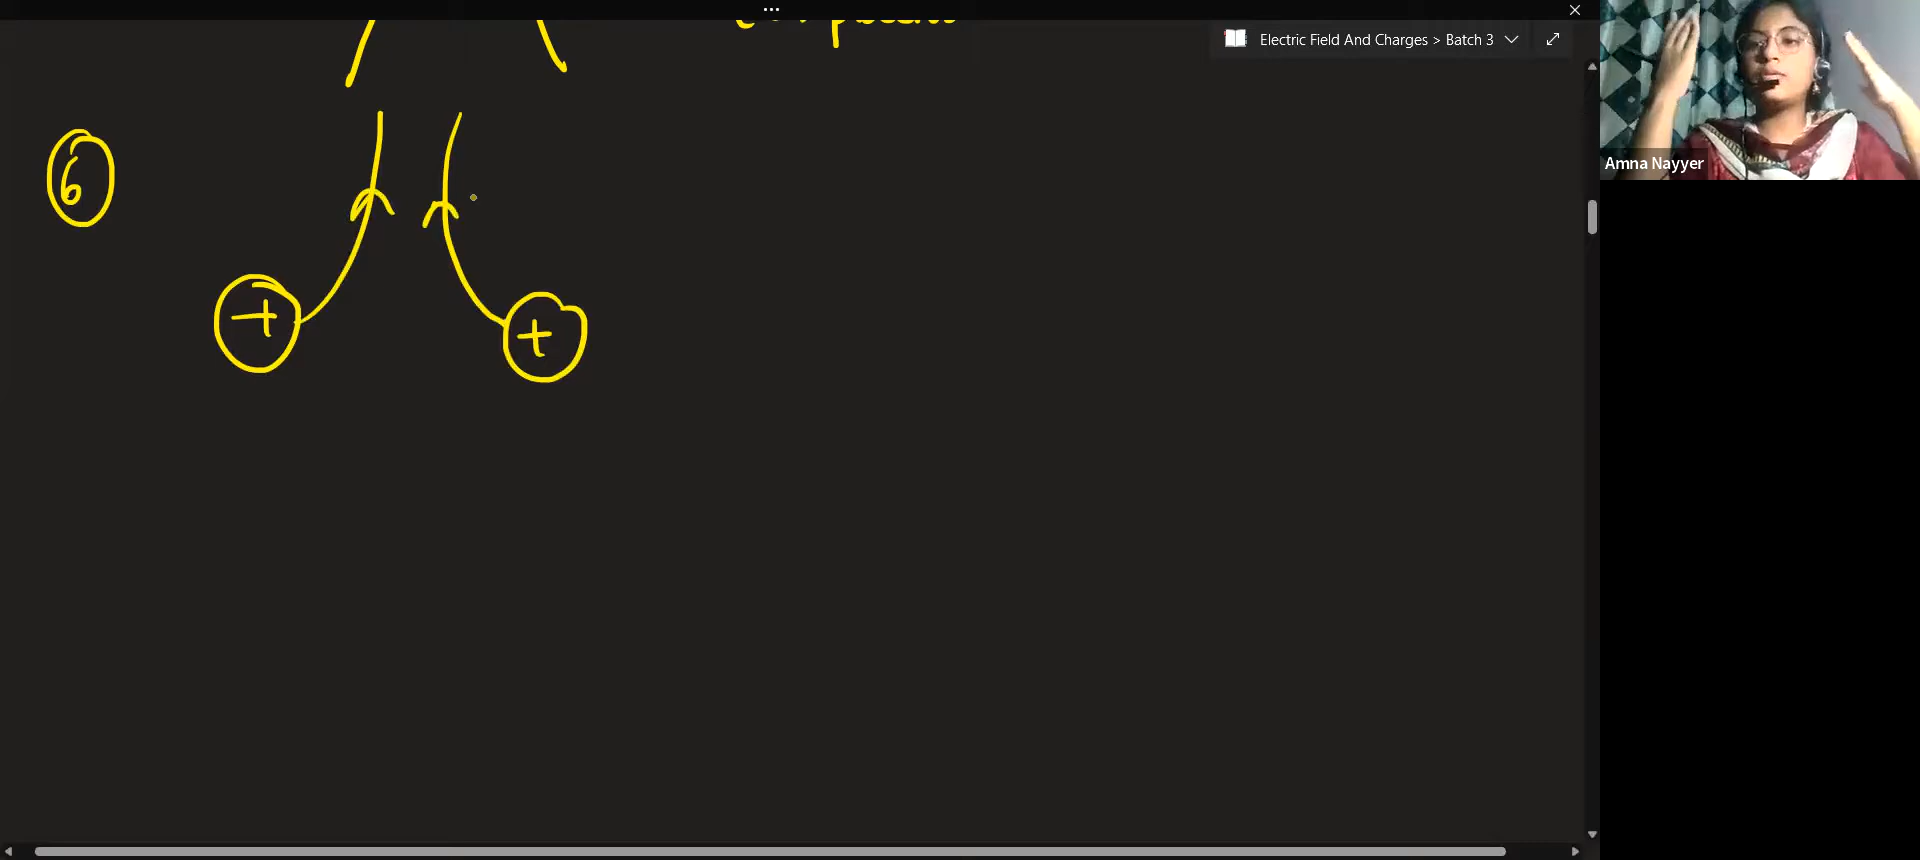 Electric Field And Charges > Batch 3
Amna Nayyer
6
+ +